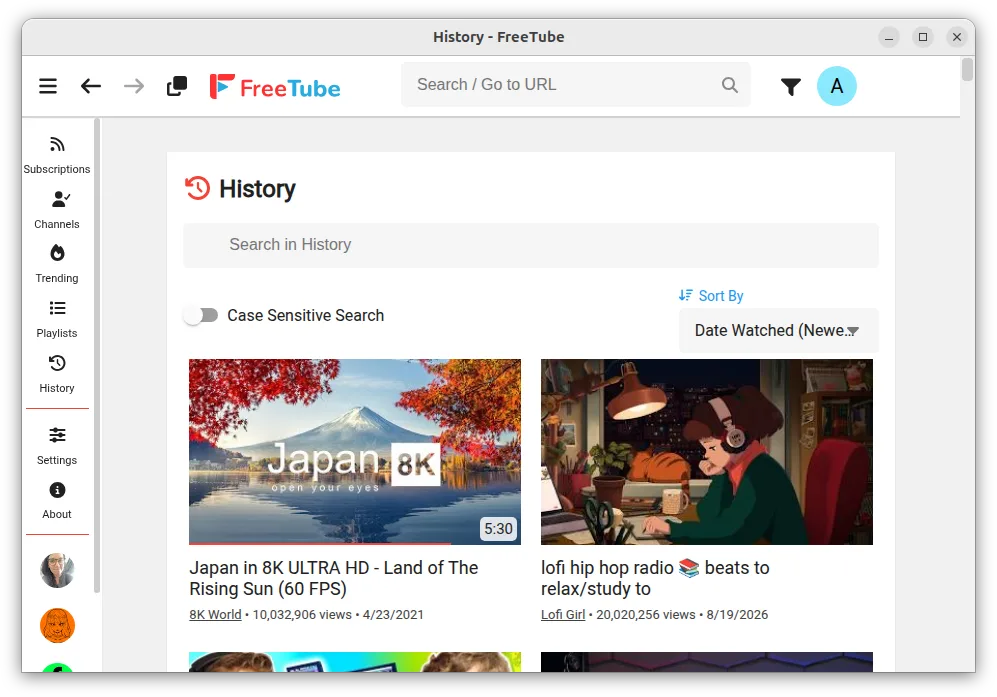 History - FreeTube
FreeTube
Search / Go to URL
A
Subscriptions
Channels
Trending
Playlists
History
Settings
About
History
Search in History
Case Sensitive Search
Sort By
Date Watched (Newe...
Japan 8K
open your eyes
5:30
Japan in 8K ULTRA HD - Land of The
Rising Sun (60 FPS)
8K World • 10,032,906 views • 4/23/2021
lofi hip hop radio 📚 beats to
relax/study to
Lofi Girl • 20,020,256 views • 8/19/2026